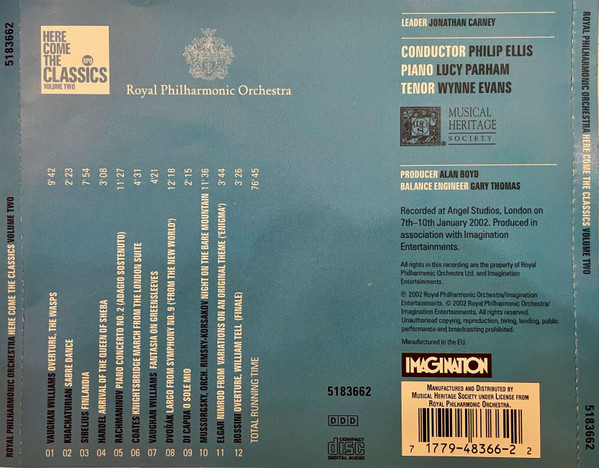 5183662
ROYAL PHILHARMONIC ORCHESTRA HERE COME THE CLASSICS VOLUME TWO
HERE
COME
THE RPO
CLASSICS
VOLUME TWO
Royal Philharmonic Orchestra
01 VAUGHAN WILLIAMS OVERTURE, THE WASPS 9'42
02 KHACHATURIAN SABRE DANCE 2'23
03 SIBELIUS FINLANDIA 7'54
04 HANDEL ARRIVAL OF THE QUEEN OF SHEBA 3'08
05 RACHMANINOV PIANO CONCERTO NO. 2 (ADAGIO SOSTENUTO) 11'27
06 COATES KNIGHTSBRIDGE MARCH FROM THE LONDON SUITE 4'31
07 VAUGHAN WILLIAMS FANTASIA ON GREENSLEEVES 4'21
08 DVOŘÁK LARGO FROM SYMPHONY NO. 9 ('FROM THE NEW WORLD') 12'18
09 DI CAPUA O SOLE MIO 2'15
10 MUSSORGSKY, ORCH. RIMSKY-KORSAKOV NIGHT ON THE BARE MOUNTAIN 11'36
11 ELGAR NIMROD FROM VARIATIONS ON AN ORIGINAL THEME ('ENIGMA') 3'44
12 ROSSINI OVERTURE, WILLIAM TELL (FINALE) 3'26
TOTAL RUNNING TIME 76'45
LEADER JONATHAN CARNEY
CONDUCTOR PHILIP ELLIS
PIANO LUCY PARHAM
TENOR WYNNE EVANS
MUSICAL
HERITAGE
SOCIETY
PRODUCER ALAN BOYD
BALANCE ENGINEER GARY THOMAS
Recorded at Angel Studios, London on
7th–10th January 2002. Produced in
association with Imagination
Entertainments.
All rights in this recording are the property of Royal
Philharmonic Orchestra Ltd. and Imagination
Entertainments.
℗ 2002 Royal Philharmonic Orchestra/Imagination
Entertainments. © 2002 Royal Philharmonic Orchestra/
Imagination Entertainments. All rights reserved.
Unauthorised copying, reproduction, hiring, lending, public
performance and broadcasting prohibited.
Manufactured in the EU.
IMAGINATION
MANUFACTURED AND DISTRIBUTED BY
MUSICAL HERITAGE SOCIETY UNDER LICENSE FROM
ROYAL PHILHARMONIC ORCHESTRA.
7 17794-83662 2
5183662
DDD
COMPACT
disc
DIGITAL AUDIO
ROYAL PHILHARMONIC ORCHESTRA HERE COME THE CLASSICS VOLUME TWO
5183662